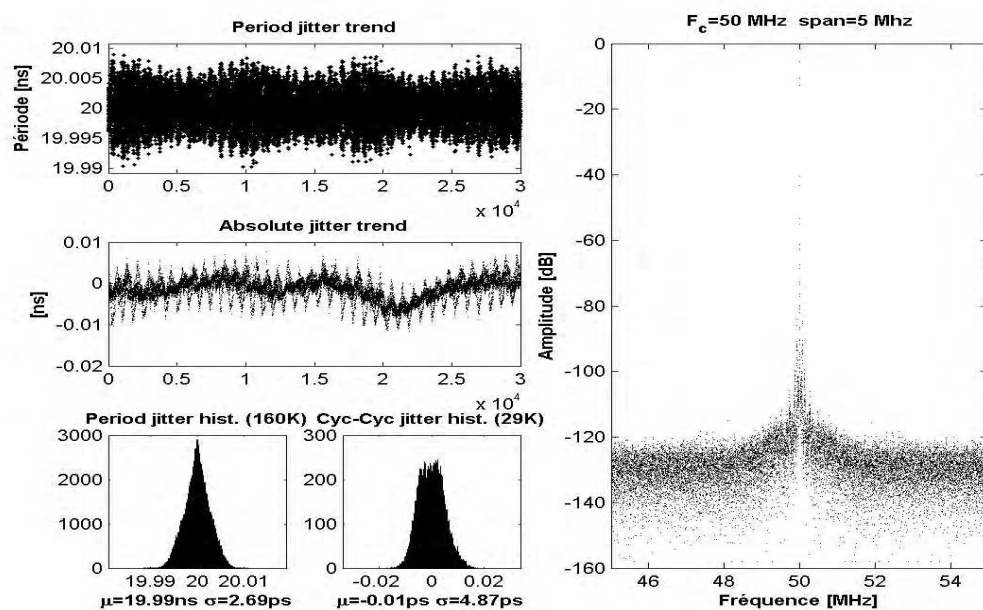 Period jitter trend
Période [ns]
20.01
20.005
20
19.995
19.99
0 0.5 1 1.5 2 2.5 3
x 10^4
Absolute jitter trend
[ns]
0.01
0
-0.01
-0.02
0 0.5 1 1.5 2 2.5 3
x 10^4
Period jitter hist. (160K)
3000
2000
1000
0
19.99 20 20.01
μ=19.99ns σ=2.69ps
Cyc-Cyc jitter hist. (29K)
300
200
100
0
-0.02 0 0.02
μ=-0.01ps σ=4.87ps
F_c=50 MHz span=5 Mhz
Amplitude [dB]
0
-20
-40
-60
-80
-100
-120
-140
-160
46 48 50 52 54
Fréquence [MHz]